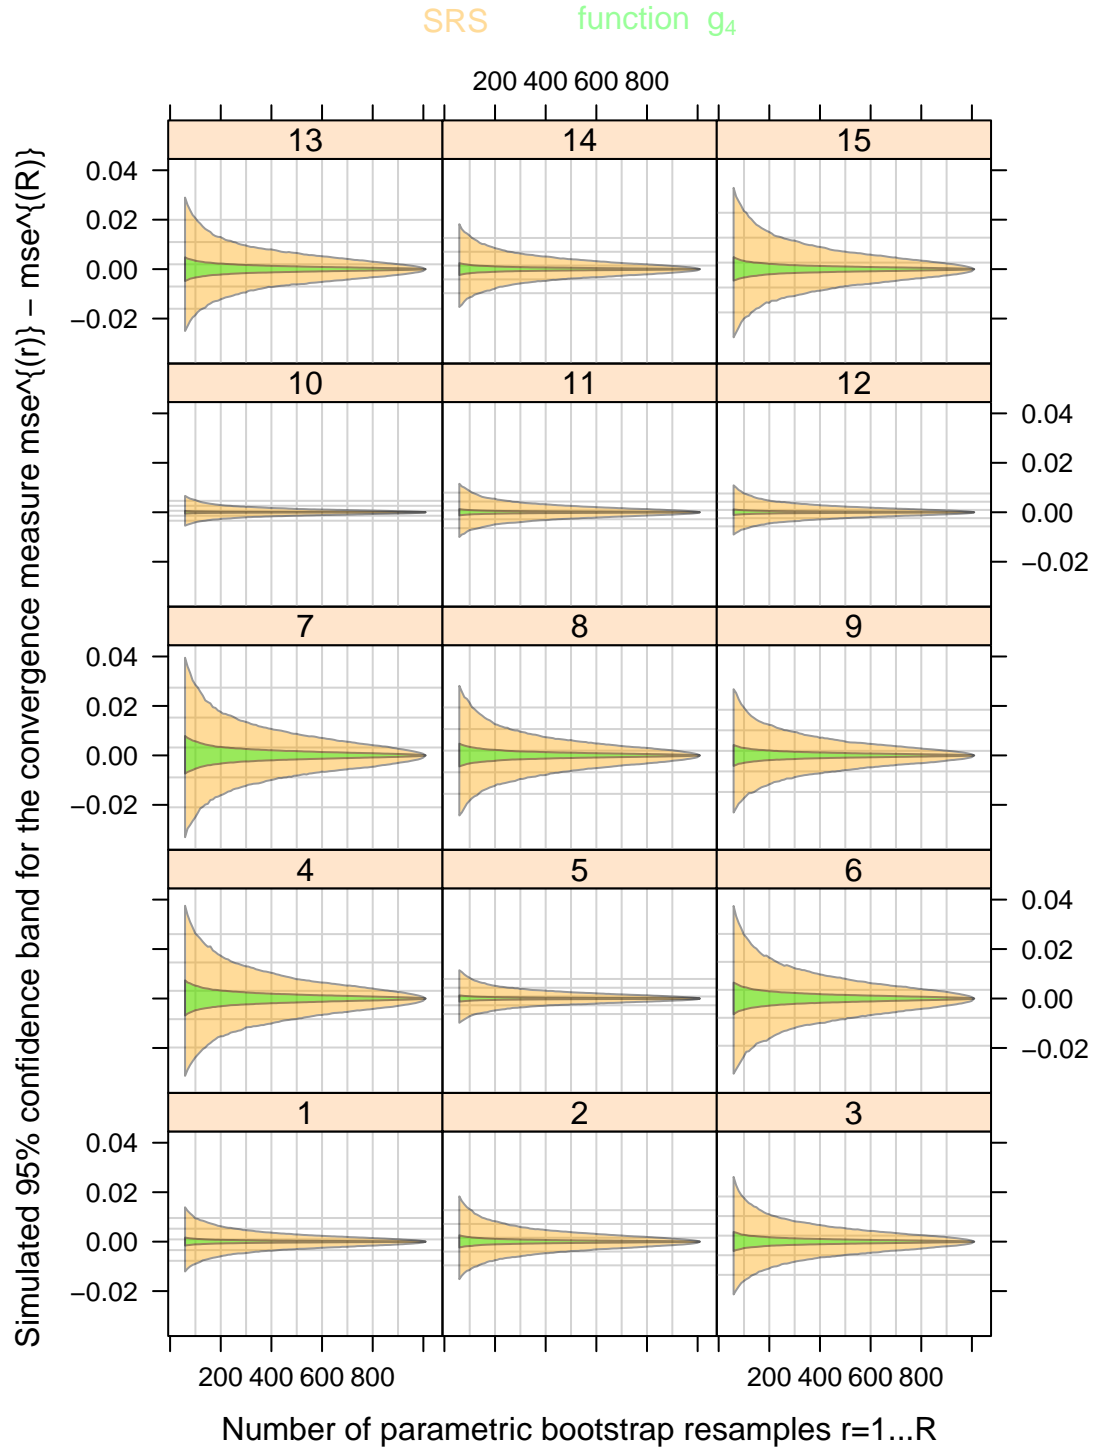 SRS function g₄
200 400 600 800
13 14 15
0.04
0.02
0.00
−0.02
10 11 12
0.04
0.02
0.00
−0.02
7 8 9
0.04
0.02
0.00
−0.02
4 5 6
0.04
0.02
0.00
−0.02
1 2 3
0.04
0.02
0.00
−0.02
200 400 600 800 200 400 600 800
Number of parametric bootstrap resamples r=1...R
Simulated 95% confidence band for the convergence measure mse^{(r)} − mse^{(R)}